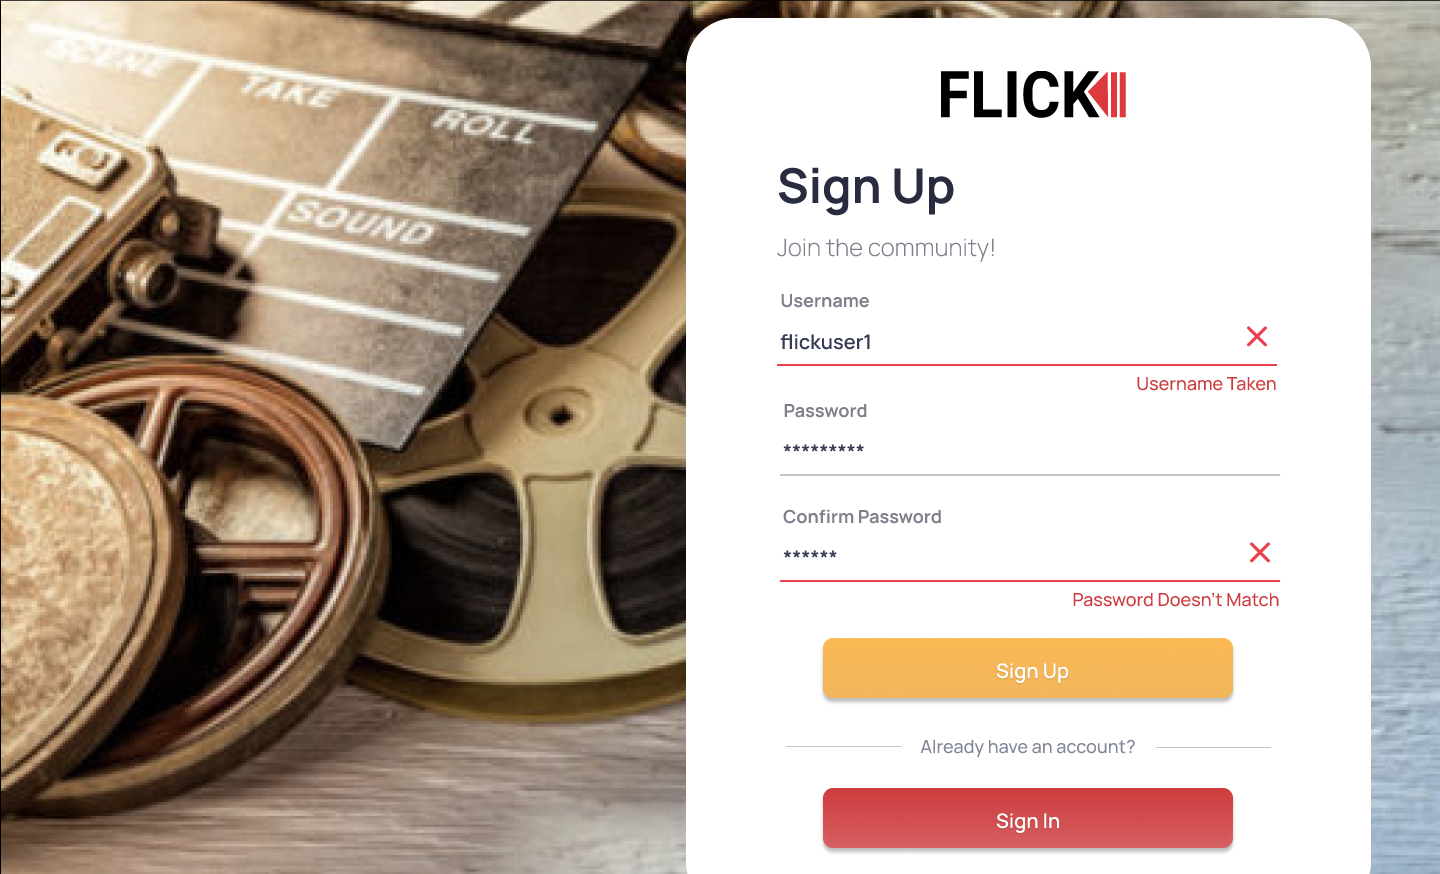 SCENE
TAKE
ROLL
SOUND
FLICK
Sign Up
Join the community!
Username
flickuser1
Username Taken
Password
*********
Confirm Password
******
Password Doesn't Match
Sign Up
Already have an account?
Sign In